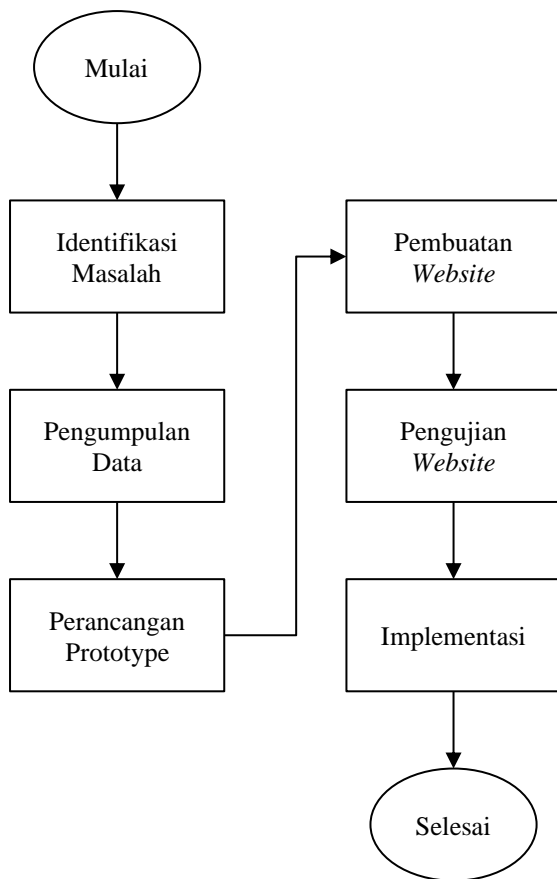 Mulai
Identifikasi
Masalah
Pengumpulan
Data
Perancangan
Prototype
Pembuatan
Website
Pengujian
Website
Implementasi
Selesai